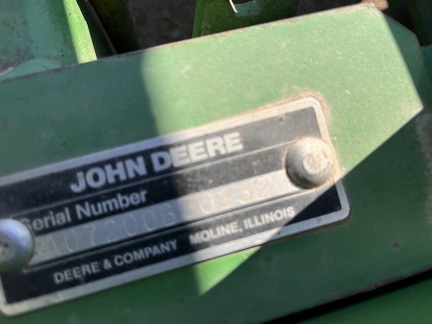 JOHN DEERE
Serial Number
DEERE & COMPANY MOLINE, ILLINOIS